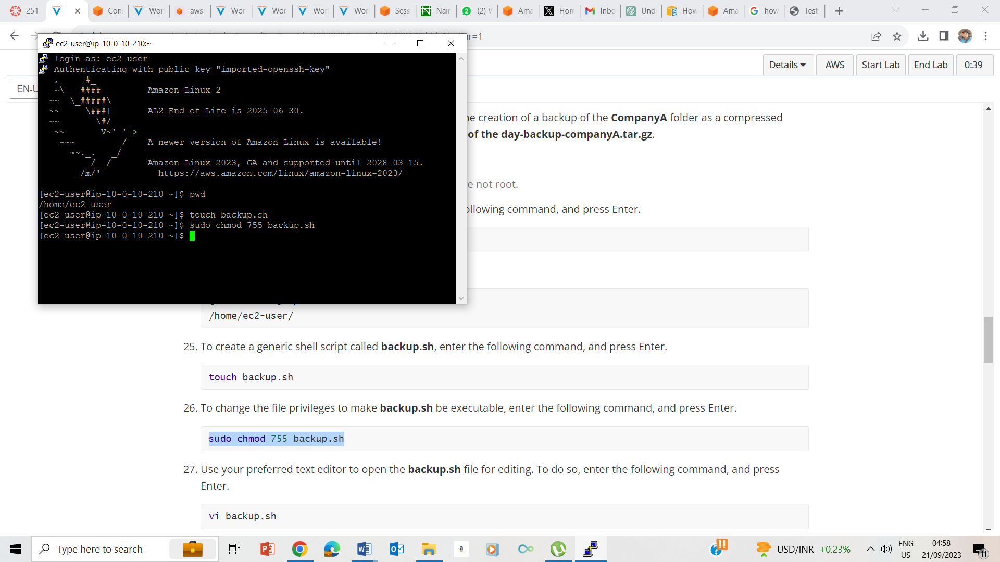 251-
Con
Wor
awsr
Wor
Wor
Wor
Wor
Sess
Nair
(2) V
Ama
Hom
Inbo
Und
How
Ama
how
Test
ar=1
ec2-user@ip-10-0-10-210:~
login as: ec2-user
Authenticating with public key "imported-openssh-key"
   ,     #_
   ~\_  ####_        Amazon Linux 2
  ~~  \_#####\
  ~~     \###|       AL2 End of Life is 2025-06-30.
  ~~       \#/ ___
   ~~       V~' '->
    ~~~         /    A newer version of Amazon Linux is available!
      ~~._.   _/
         _/ _/       Amazon Linux 2023, GA and supported until 2028-03-15.
       _/m/'           https://aws.amazon.com/linux/amazon-linux-2023/
[ec2-user@ip-10-0-10-210 ~]$ pwd
/home/ec2-user
[ec2-user@ip-10-0-10-210 ~]$ touch backup.sh
[ec2-user@ip-10-0-10-210 ~]$ sudo chmod 755 backup.sh
[ec2-user@ip-10-0-10-210 ~]$
Details AWS Start Lab End Lab 0:39
EN-U
he creation of a backup of the CompanyA folder as a compressed
of the day-backup-companyA.tar.gz.
e not root.
ollowing command, and press Enter.
/home/ec2-user/
25. To create a generic shell script called backup.sh, enter the following command, and press Enter.
touch backup.sh
26. To change the file privileges to make backup.sh be executable, enter the following command, and press Enter.
sudo chmod 755 backup.sh
27. Use your preferred text editor to open the backup.sh file for editing. To do so, enter the following command, and press
Enter.
vi backup.sh
Type here to search
USD/INR +0.23%
ENG
US
04:58
21/09/2023
11